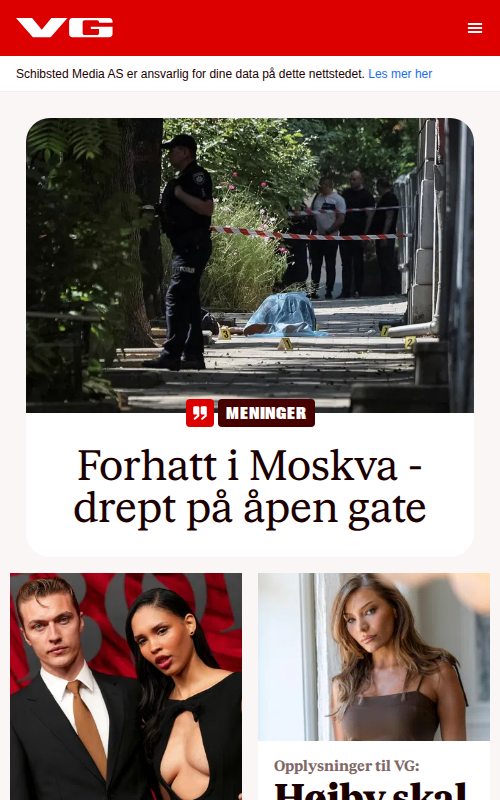 VG
Schibsted Media AS er ansvarlig for dine data på dette nettstedet. Les mer her
MENINGER
Forhatt i Moskva -
drept på åpen gate
Opplysninger til VG:
Højby skal